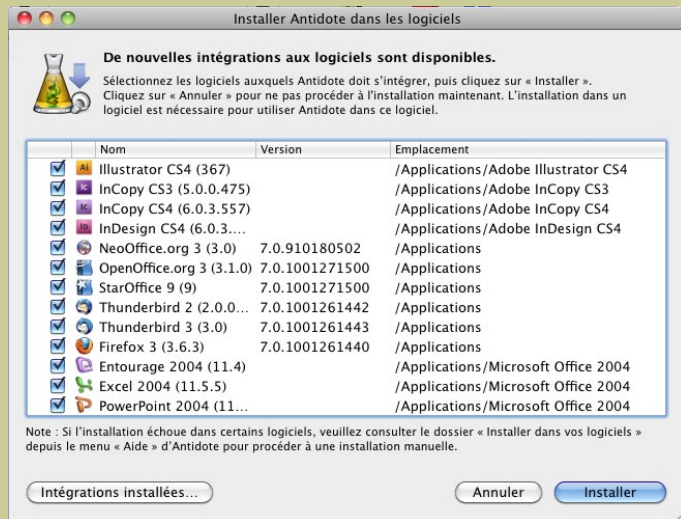 Installer Antidote dans les logiciels
De nouvelles intégrations aux logiciels sont disponibles.
Sélectionnez les logiciels auxquels Antidote doit s'intégrer, puis cliquez sur « Installer ».
Cliquez sur « Annuler » pour ne pas procéder à l'installation maintenant. L'installation dans un
logiciel est nécessaire pour utiliser Antidote dans ce logiciel.
Nom Version Emplacement
Ai Illustrator CS4 (367) /Applications/Adobe Illustrator CS4
Ic InCopy CS3 (5.0.0.475) /Applications/Adobe InCopy CS3
Ic InCopy CS4 (6.0.3.557) /Applications/Adobe InCopy CS4
ID InDesign CS4 (6.0.3.... /Applications/Adobe InDesign CS4
NeoOffice.org 3 (3.0) 7.0.910180502 /Applications
OpenOffice.org 3 (3.1.0) 7.0.1001271500 /Applications
StarOffice 9 (9) 7.0.1001271500 /Applications
Thunderbird 2 (2.0.0... 7.0.1001261442 /Applications
Thunderbird 3 (3.0) 7.0.1001261443 /Applications
Firefox 3 (3.6.3) 7.0.1001261440 /Applications
Entourage 2004 (11.4) /Applications/Microsoft Office 2004
Excel 2004 (11.5.5) /Applications/Microsoft Office 2004
PowerPoint 2004 (11... /Applications/Microsoft Office 2004
Note : Si l'installation échoue dans certains logiciels, veuillez consulter le dossier « Installer dans vos logiciels »
depuis le menu « Aide » d'Antidote pour procéder à une installation manuelle.
Intégrations installées... Annuler Installer